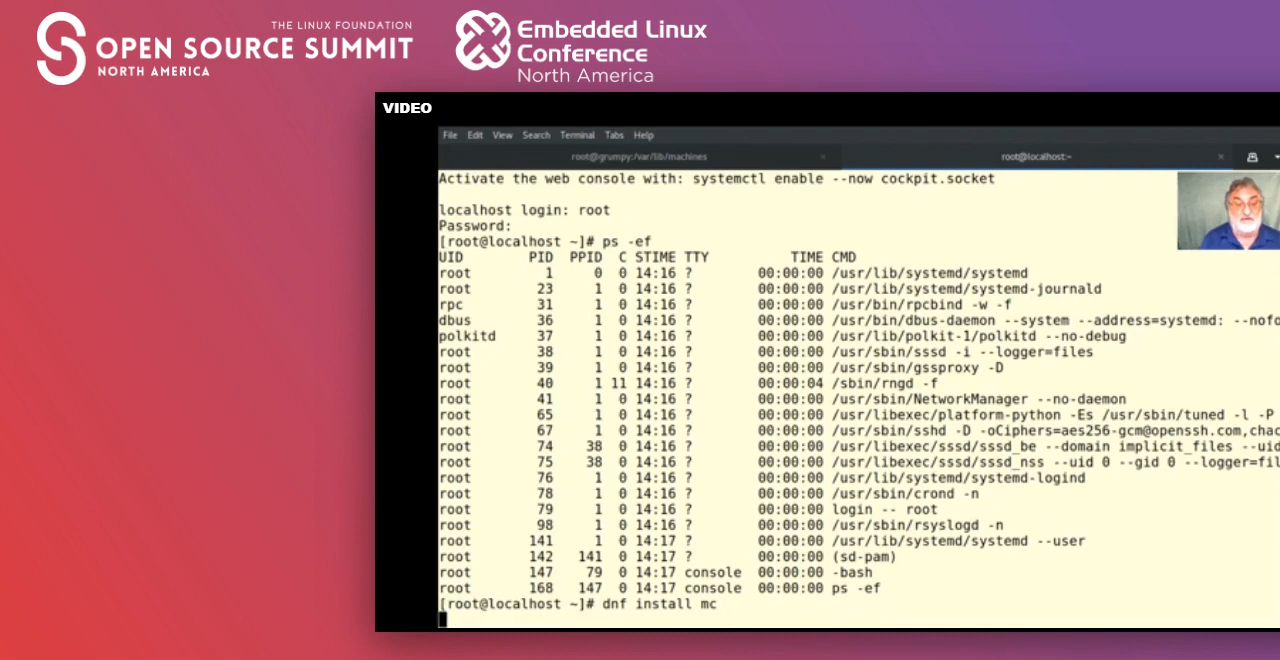 THE LINUX FOUNDATION
OPEN SOURCE SUMMIT
NORTH AMERICA
Embedded Linux
Conference
North America
VIDEO
File Edit View Search Terminal Tabs Help
root@grumpy:/var/lib/machines × root@localhost:~ ×
Activate the web console with: systemctl enable --now cockpit.socket
localhost login: root
Password:
[root@localhost ~]# ps -ef
UID PID PPID C STIME TTY TIME CMD
root 1 0 0 14:16 ? 00:00:00 /usr/lib/systemd/systemd
root 23 1 0 14:16 ? 00:00:00 /usr/lib/systemd/systemd-journald
rpc 31 1 0 14:16 ? 00:00:00 /usr/bin/rpcbind -w -f
dbus 36 1 0 14:16 ? 00:00:00 /usr/bin/dbus-daemon --system --address=systemd: --nofo
polkitd 37 1 0 14:16 ? 00:00:00 /usr/lib/polkit-1/polkitd --no-debug
root 38 1 0 14:16 ? 00:00:00 /usr/sbin/sssd -i --logger=files
root 39 1 0 14:16 ? 00:00:00 /usr/sbin/gssproxy -D
root 40 1 11 14:16 ? 00:00:04 /sbin/rngd -f
root 41 1 0 14:16 ? 00:00:00 /usr/sbin/NetworkManager --no-daemon
root 65 1 0 14:16 ? 00:00:00 /usr/libexec/platform-python -Es /usr/sbin/tuned -l -P
root 67 1 0 14:16 ? 00:00:00 /usr/sbin/sshd -D -oCiphers=aes256-gcm@openssh.com,chac
root 74 38 0 14:16 ? 00:00:00 /usr/libexec/sssd/sssd_be --domain implicit_files --uid
root 75 38 0 14:16 ? 00:00:00 /usr/libexec/sssd/sssd_nss --uid 0 --gid 0 --logger=fil
root 76 1 0 14:16 ? 00:00:00 /usr/lib/systemd/systemd-logind
root 78 1 0 14:16 ? 00:00:00 /usr/sbin/crond -n
root 79 1 0 14:16 ? 00:00:00 login -- root
root 98 1 0 14:16 ? 00:00:00 /usr/sbin/rsyslogd -n
root 141 1 0 14:17 ? 00:00:00 /usr/lib/systemd/systemd --user
root 142 141 0 14:17 ? 00:00:00 (sd-pam)
root 147 79 0 14:17 console 00:00:00 -bash
root 168 147 0 14:17 console 00:00:00 ps -ef
[root@localhost ~]# dnf install mc